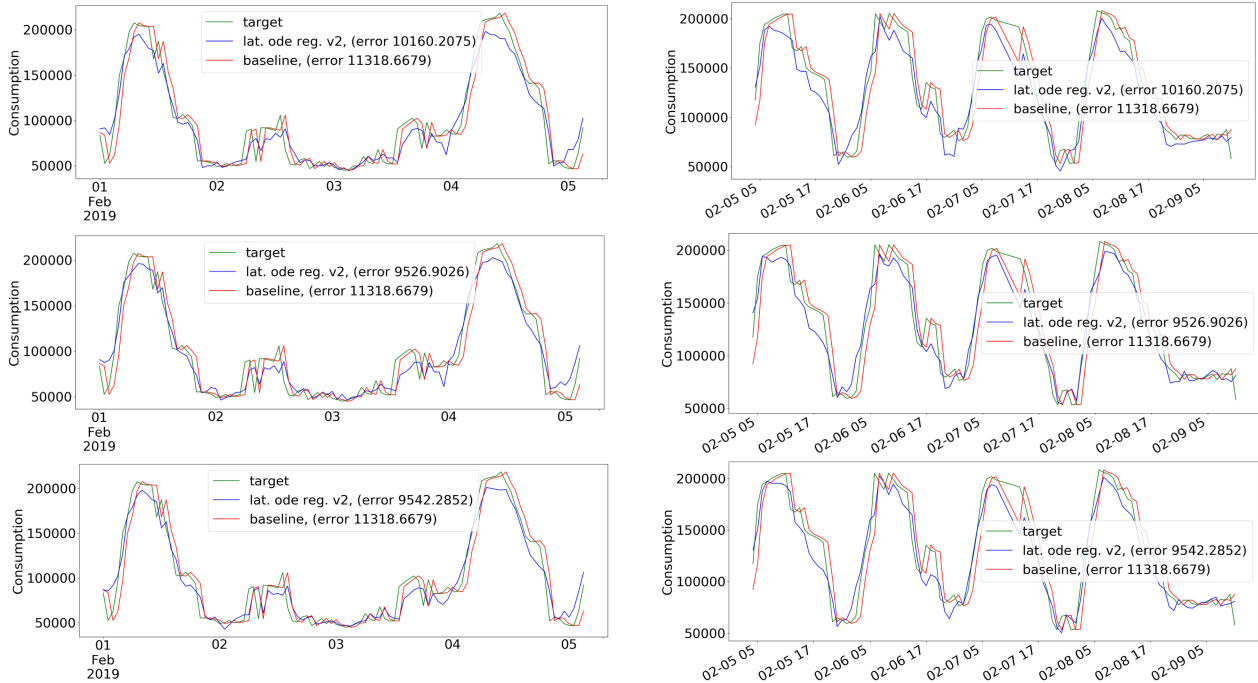 Consumption
200000
150000
100000
50000
target
lat. ode reg. v2, (error 10160.2075)
baseline, (error 11318.6679)
01
Feb
2019
02
03
04
05
Consumption
200000
150000
100000
50000
target
lat. ode reg. v2, (error 10160.2075)
baseline, (error 11318.6679)
02-05 05
02-05 17
02-06 05
02-06 17
02-07 05
02-07 17
02-08 05
02-08 17
02-09 05
Consumption
200000
150000
100000
50000
target
lat. ode reg. v2, (error 9526.9026)
baseline, (error 11318.6679)
01
Feb
2019
02
03
04
05
Consumption
200000
150000
100000
50000
target
lat. ode reg. v2, (error 9526.9026)
baseline, (error 11318.6679)
02-05 05
02-05 17
02-06 05
02-06 17
02-07 05
02-07 17
02-08 05
02-08 17
02-09 05
Consumption
200000
150000
100000
50000
target
lat. ode reg. v2, (error 9542.2852)
baseline, (error 11318.6679)
01
Feb
2019
02
03
04
05
Consumption
200000
150000
100000
50000
target
lat. ode reg. v2, (error 9542.2852)
baseline, (error 11318.6679)
02-05 05
02-05 17
02-06 05
02-06 17
02-07 05
02-07 17
02-08 05
02-08 17
02-09 05